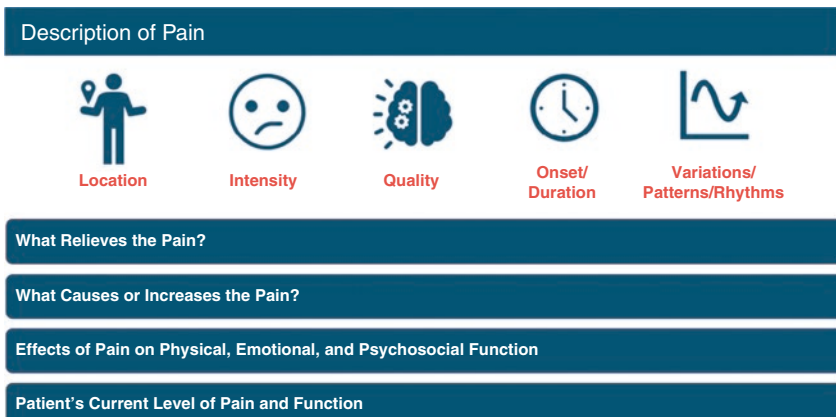 Description of Pain
Location
Intensity
Quality
Onset/
Duration
Variations/
Patterns/Rhythms
What Relieves the Pain?
What Causes or Increases the Pain?
Effects of Pain on Physical, Emotional, and Psychosocial Function
Patient's Current Level of Pain and Function